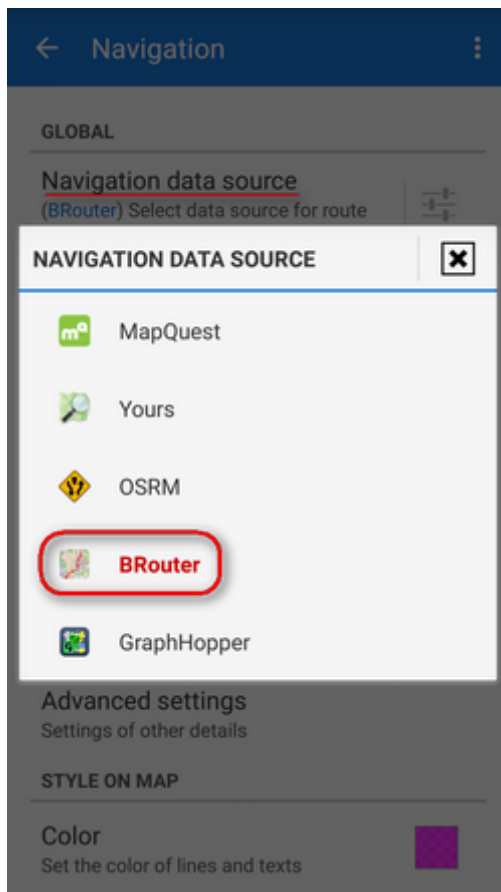 Navigation
GLOBAL
Navigation data source
(BRouter) Select data source for route
NAVIGATION DATA SOURCE
MapQuest
Yours
OSRM
BRouter
GraphHopper
Advanced settings
Settings of other details
STYLE ON MAP
Color
Set the color of lines and texts